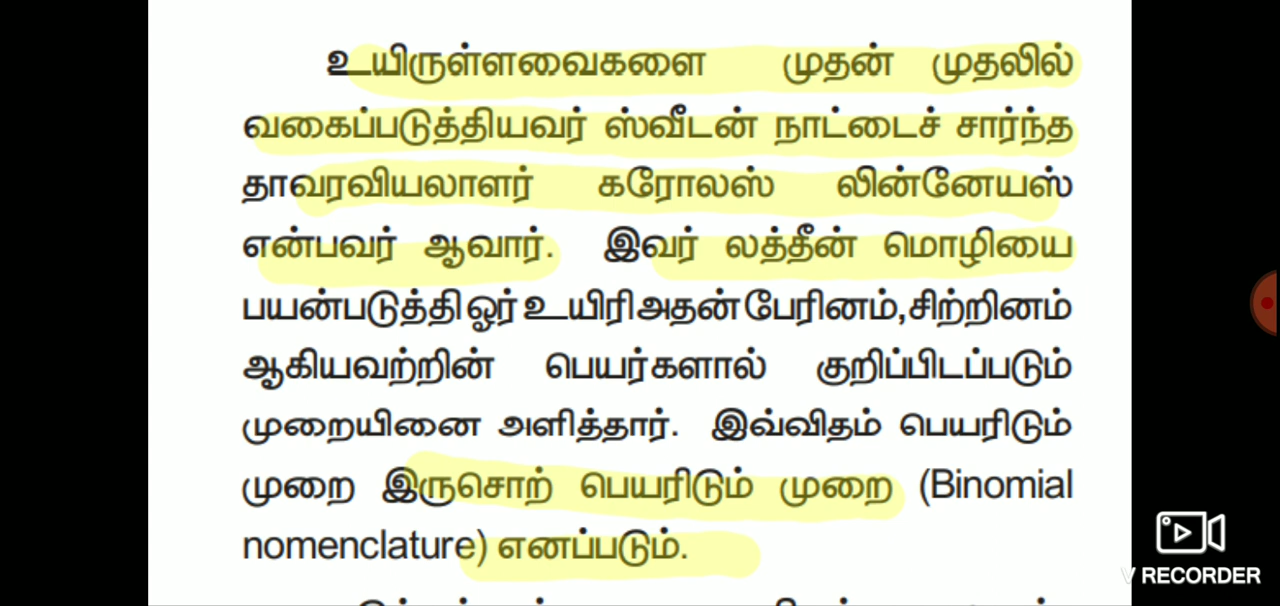 உயிருள்ளவைகளை முதன் முதலில்
வகைப்படுத்தியவர் ஸ்வீடன் நாட்டைச் சார்ந்த
தாவரவியலாளர் கரோலஸ் லின்னேயஸ்
என்பவர் ஆவார். இவர் லத்தீன் மொழியை
பயன்படுத்தி ஓர் உயிரி அதன் பேரினம், சிற்றினம்
ஆகியவற்றின் பெயர்களால் குறிப்பிடப்படும்
முறையினை அளித்தார். இவ்விதம் பெயரிடும்
முறை இருசொற் பெயரிடும் முறை (Binomial
nomenclature) எனப்படும்.
V RECORDER